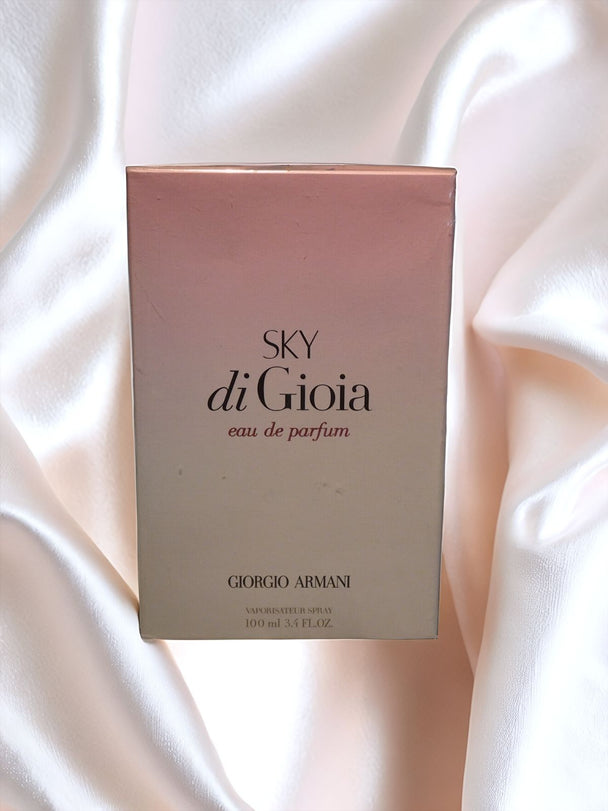 SKY
di Gioia
eau de parfum
GIORGIO ARMANI
VAPORISATEUR SPRAY
100 ml 3.4 FL.OZ.